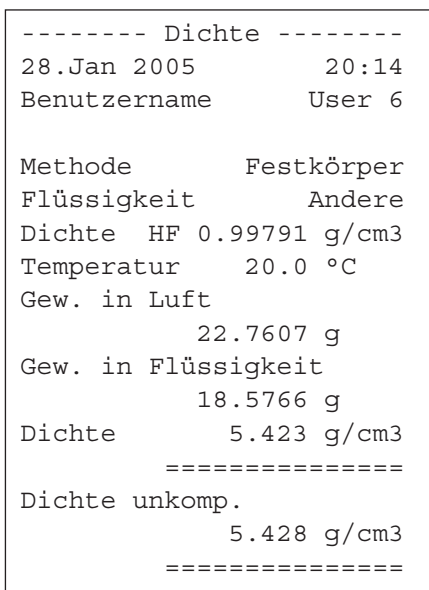 -------- Dichte --------
28.Jan 2005 20:14
Benutzername User 6
Methode Festkörper
Flüssigkeit Andere
Dichte HF 0.99791 g/cm3
Temperatur 20.0 °C
Gew. in Luft
22.7607 g
Gew. in Flüssigkeit
18.5766 g
Dichte 5.423 g/cm3
===============
Dichte unkomp.
5.428 g/cm3
===============